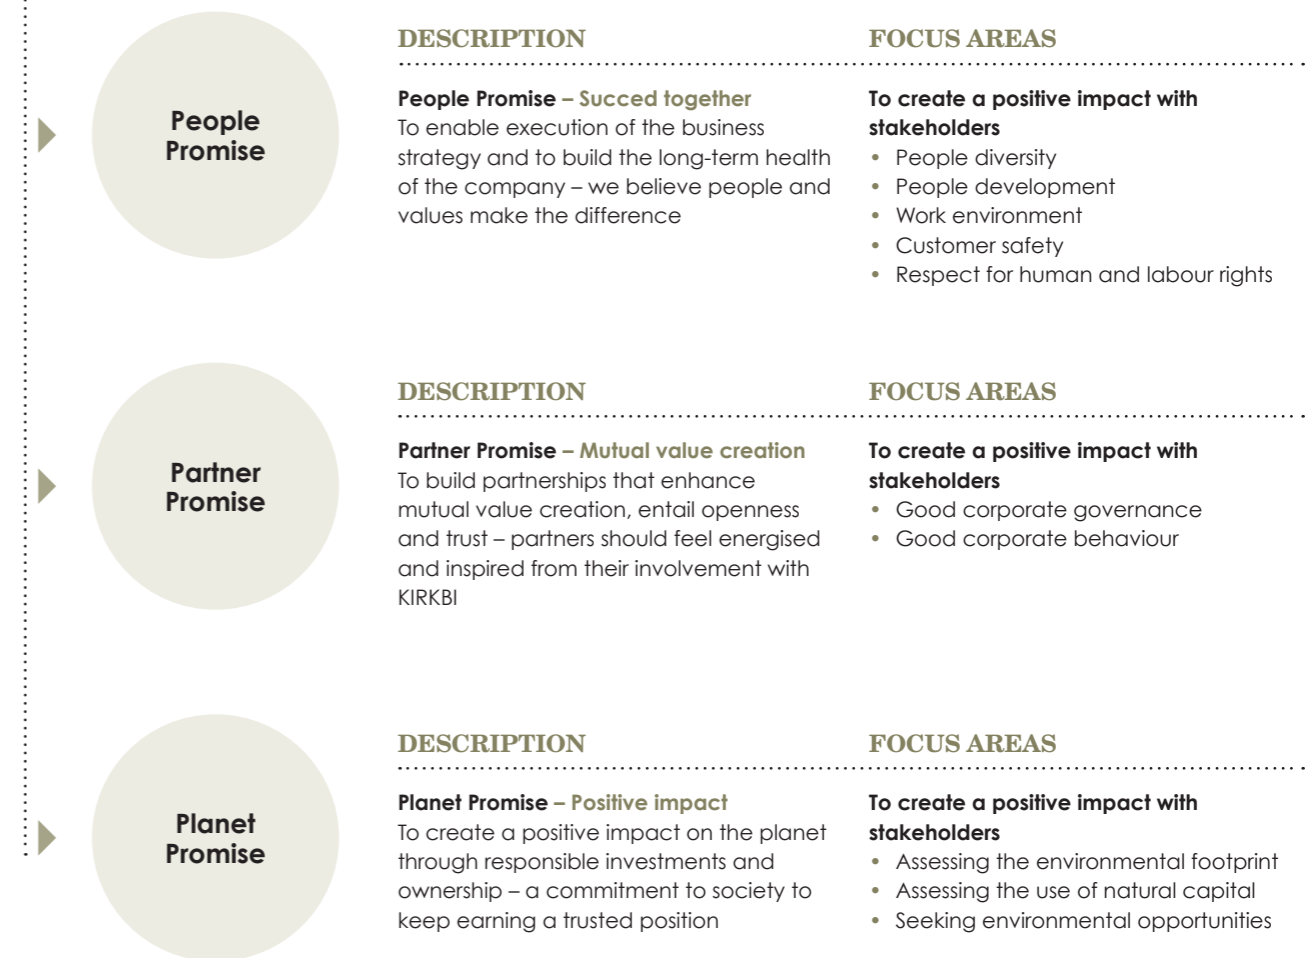 People
Promise
DESCRIPTION
People Promise – Succed together
To enable execution of the business
strategy and to build the long-term health
of the company – we believe people and
values make the difference
FOCUS AREAS
To create a positive impact with
stakeholders
• People diversity
• People development
• Work environment
• Customer safety
• Respect for human and labour rights
Partner
Promise
DESCRIPTION
Partner Promise – Mutual value creation
To build partnerships that enhance
mutual value creation, entail openness
and trust – partners should feel energised
and inspired from their involvement with
KIRKBI
FOCUS AREAS
To create a positive impact with
stakeholders
• Good corporate governance
• Good corporate behaviour
Planet
Promise
DESCRIPTION
Planet Promise – Positive impact
To create a positive impact on the planet
through responsible investments and
ownership – a commitment to society to
keep earning a trusted position
FOCUS AREAS
To create a positive impact with
stakeholders
• Assessing the environmental footprint
• Assessing the use of natural capital
• Seeking environmental opportunities